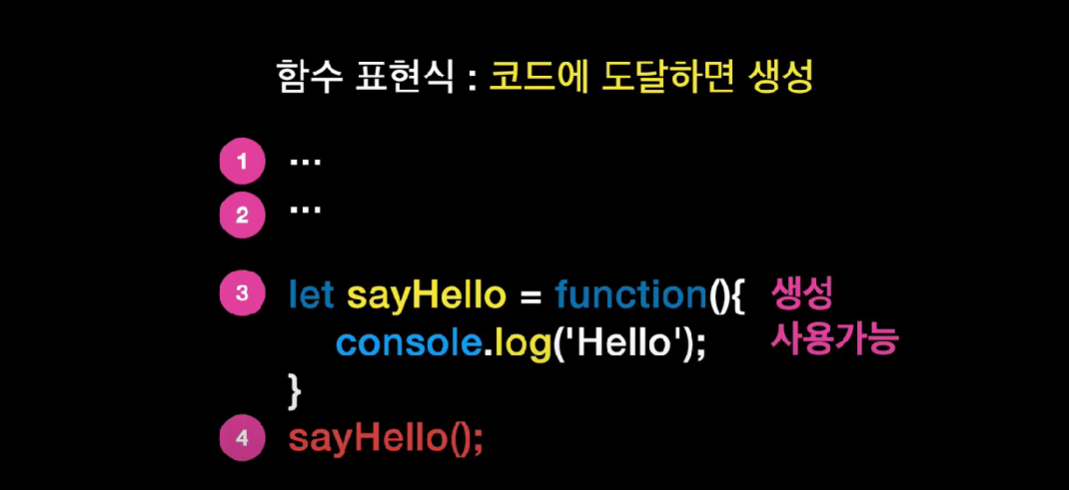 함수 표현식 : 코드에 도달하면 생성
1 ...
2 ...
3 let sayHello = function(){ 생성
console.log('Hello'); 사용가능
}
4 sayHello();